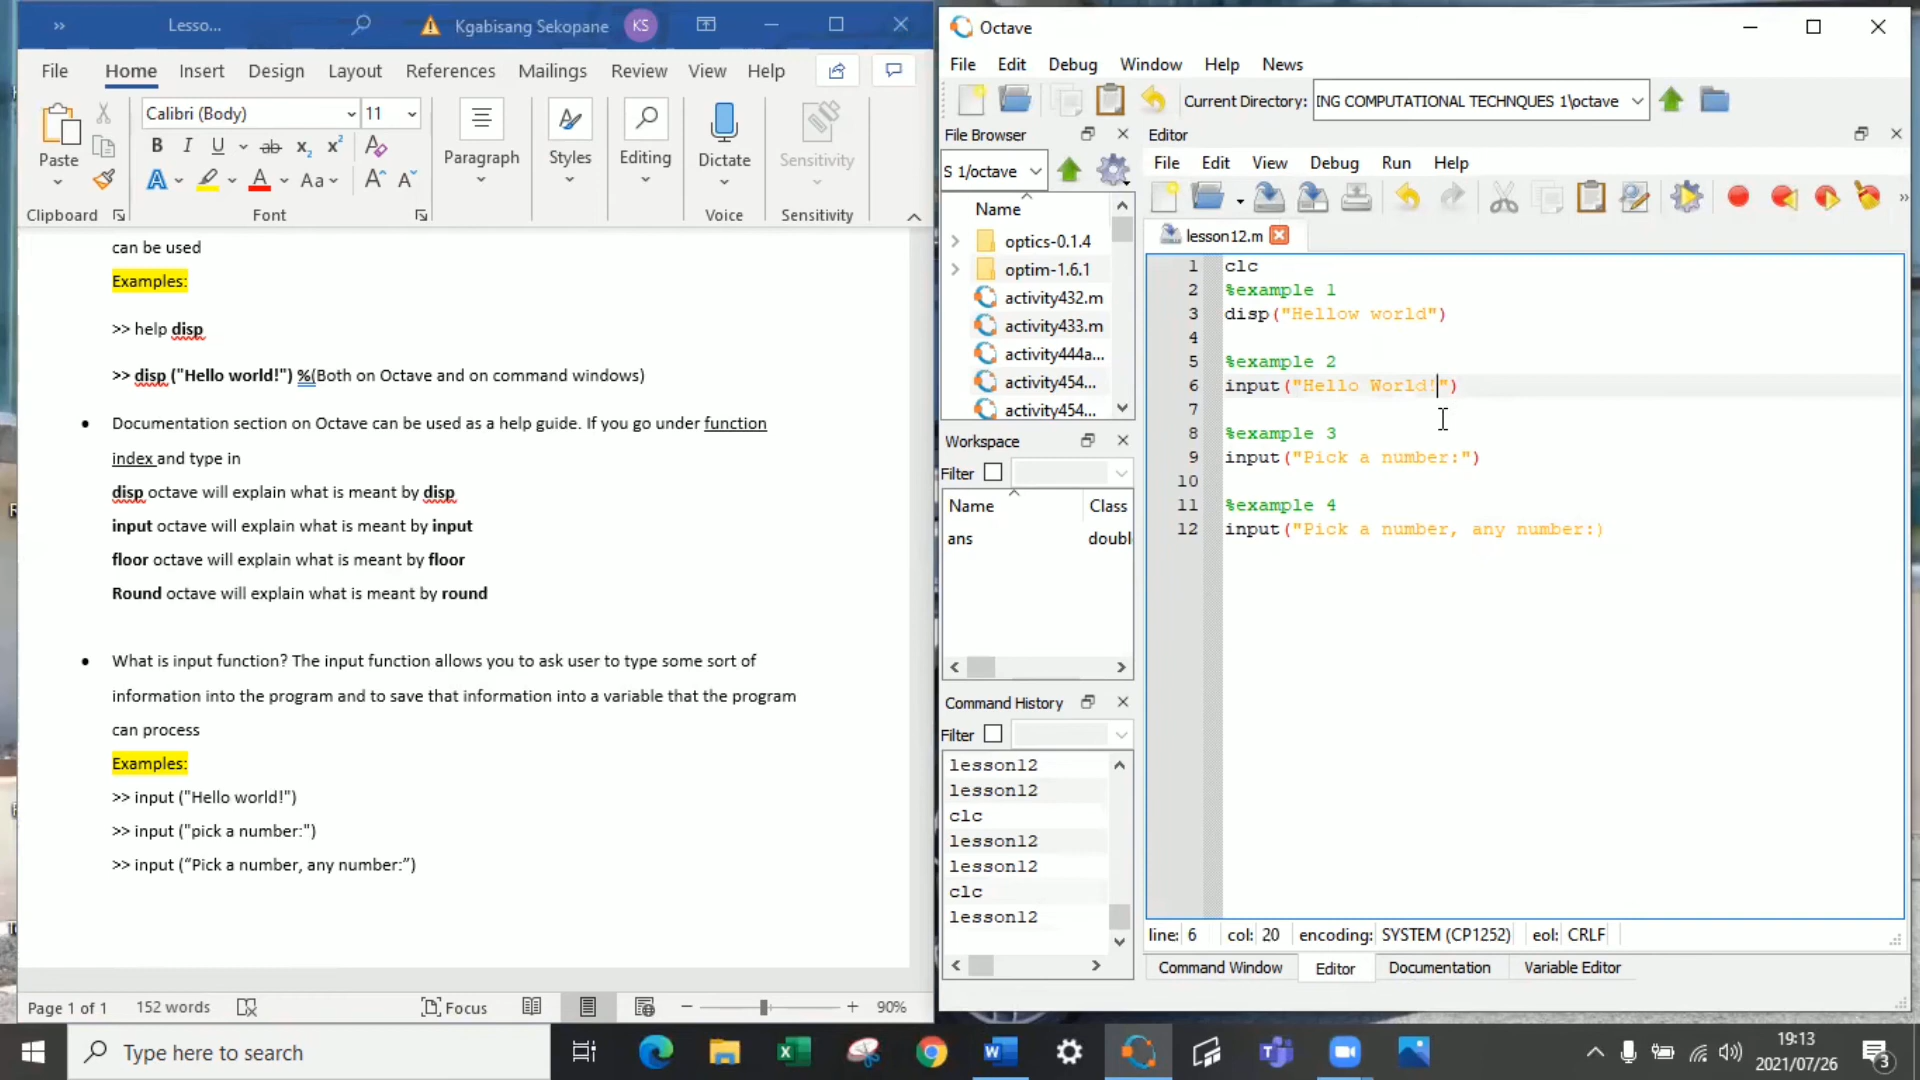 Lesso...
Kgabisang Sekopane
KS
File Home Insert Design Layout References Mailings Review View Help
Calibri (Body) 11
Paste
B I U ab x₂ x²
A A Aa A A
Paragraph
Styles
Editing
Dictate
Sensitivity
Clipboard Font Voice Sensitivity
can be used
Examples:
>> help disp
>> disp ("Hello world!") %(Both on Octave and on command windows)
Documentation section on Octave can be used as a help guide. If you go under function
index and type in
disp octave will explain what is meant by disp
input octave will explain what is meant by input
floor octave will explain what is meant by floor
Round octave will explain what is meant by round
What is input function? The input function allows you to ask user to type some sort of
information into the program and to save that information into a variable that the program
can process
Examples:
>> input ("Hello world!")
>> input ("pick a number:")
>> input (“Pick a number, any number:”)
Page 1 of 1 152 words Focus 90%
Octave
File Edit Debug Window Help News
Current Directory: ING COMPUTATIONAL TECHNQUES 1\octave
File Browser
S 1/octave
Name
optics-0.1.4
optim-1.6.1
activity432.m
activity433.m
activity444a...
activity454...
activity454...
Workspace
Filter
Name Class
ans doubl
Command History
Filter
lesson12
lesson12
clc
lesson12
lesson12
clc
lesson12
Editor
File Edit View Debug Run Help
lesson12.m
1 clc
2 %example 1
3 disp("Hellow world")
4
5 %example 2
6 input("Hello World!")
7
8 %example 3
9 input("Pick a number:")
10
11 %example 4
12 input("Pick a number, any number:)
line: 6 col: 20 encoding: SYSTEM (CP1252) eol: CRLF
Command Window Editor Documentation Variable Editor
Type here to search
19:13
2021/07/26
3